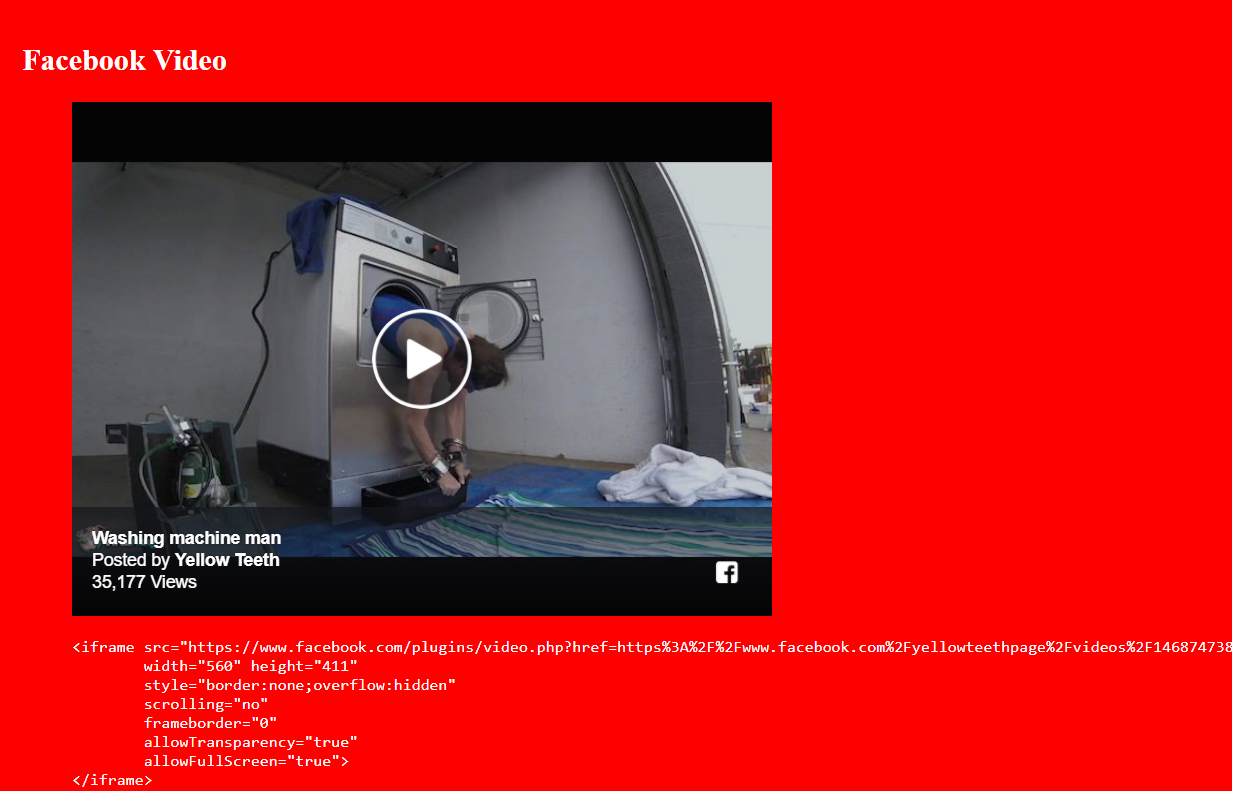 Facebook Video
Washing machine man
Posted by Yellow Teeth
35,177 Views
<iframe src="https://www.facebook.com/plugins/video.php?href=https%3A%2F%2Fwww.facebook.com%2Fyellowteethpage%2Fvideos%2F146874738
width="560" height="411"
style="border:none;overflow:hidden"
scrolling="no"
frameborder="0"
allowTransparency="true"
allowFullScreen="true">
</iframe>